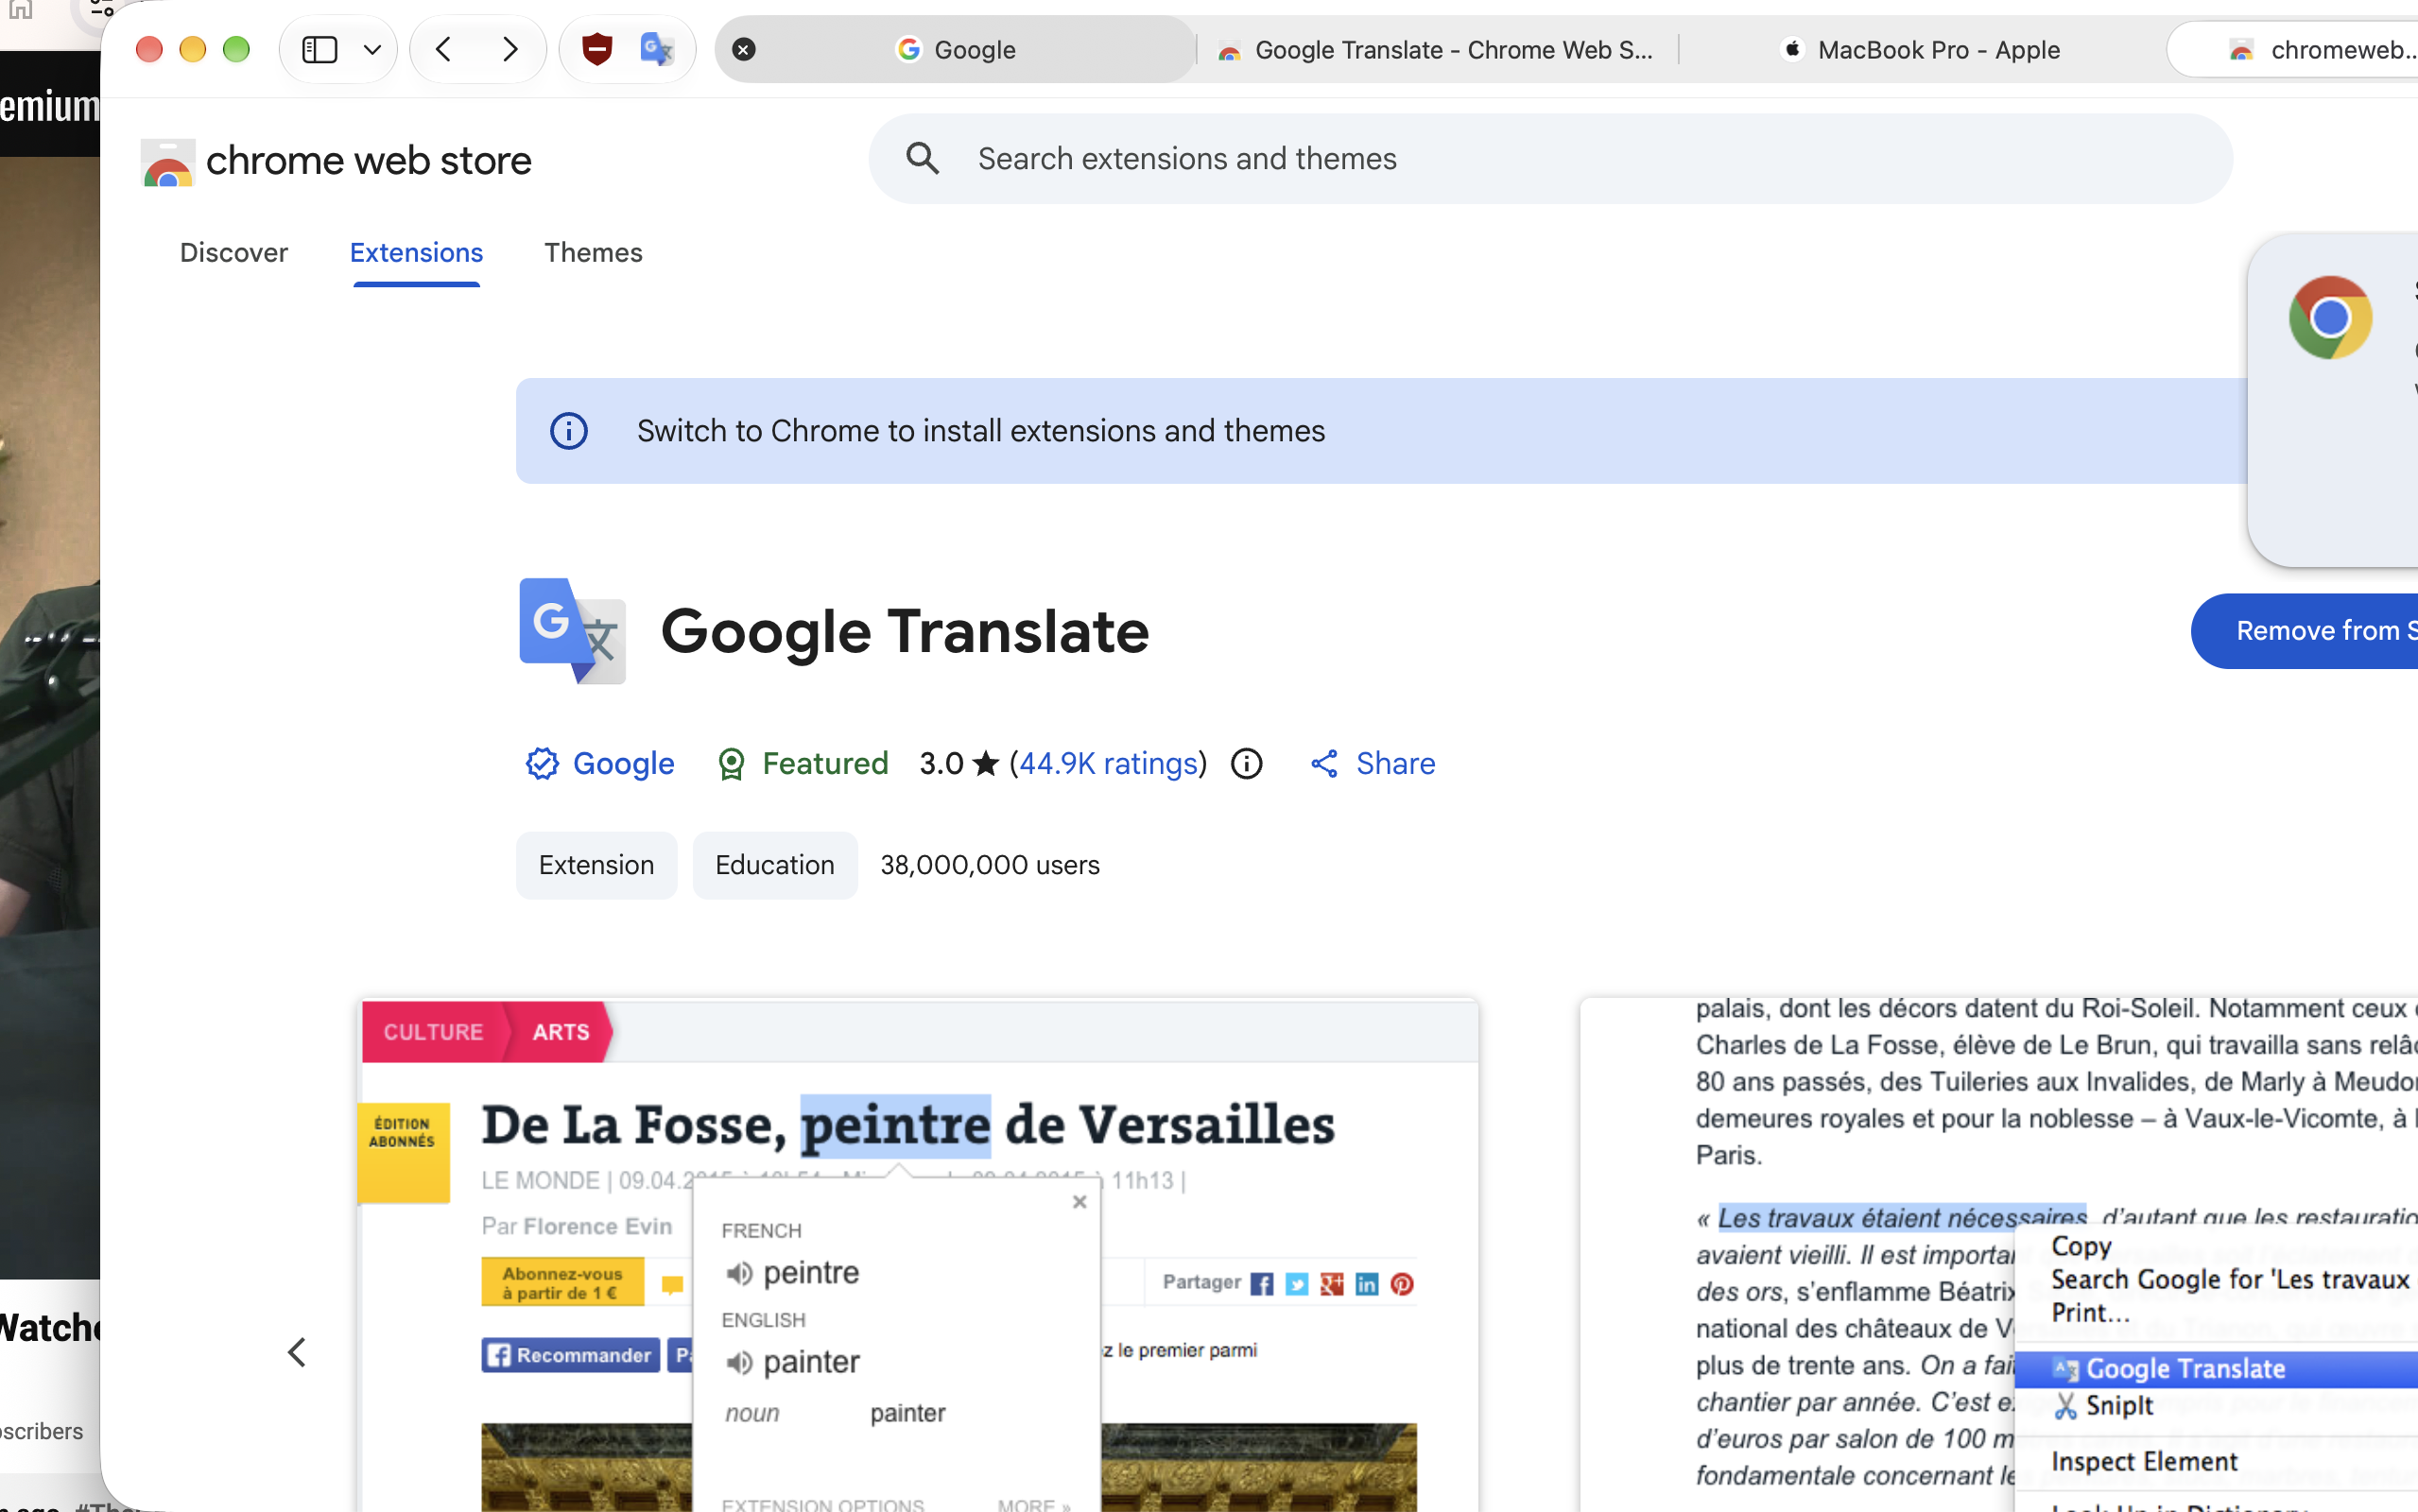 Google
Google Translate - Chrome Web S...
MacBook Pro - Apple
chromeweb...
emium
chrome web store
Search extensions and themes
Discover
Extensions
Themes
Switch to Chrome to install extensions and themes
Google Translate
Remove from S
Google
Featured
3.0 ★ (44.9K ratings)
Share
Extension
Education
38,000,000 users
CULTURE
ARTS
ÉDITION
ABONNÉS
De La Fosse, peintre de Versailles
LE MONDE | 09.04.2015 à 11h13 |
Par Florence Evin
Abonnez-vous
à partir de 1 €
Partager
Recommander
z le premier parmi
×
FRENCH
peintre
ENGLISH
painter
noun painter
EXTENSION OPTIONS
MORE »
palais, dont les décors datent du Roi-Soleil. Notamment ceux
Charles de La Fosse, élève de Le Brun, qui travailla sans relâ
80 ans passés, des Tuileries aux Invalides, de Marly à Meudo
demeures royales et pour la noblesse – à Vaux-le-Vicomte, à
Paris.
« Les travaux étaient nécessaires, d'autant que les restauratio
avaient vieilli. Il est importan
des ors, s'enflamme Béatrix
national des châteaux de V
plus de trente ans. On a fai
chantier par année. C'est e
d'euros par salon de 100 m
fondamentale concernant le
Copy
Search Google for 'Les travaux
Print...
Google Translate
SnipIt
Inspect Element
Look Up in Dictionary
Watche
scribers
ago #The